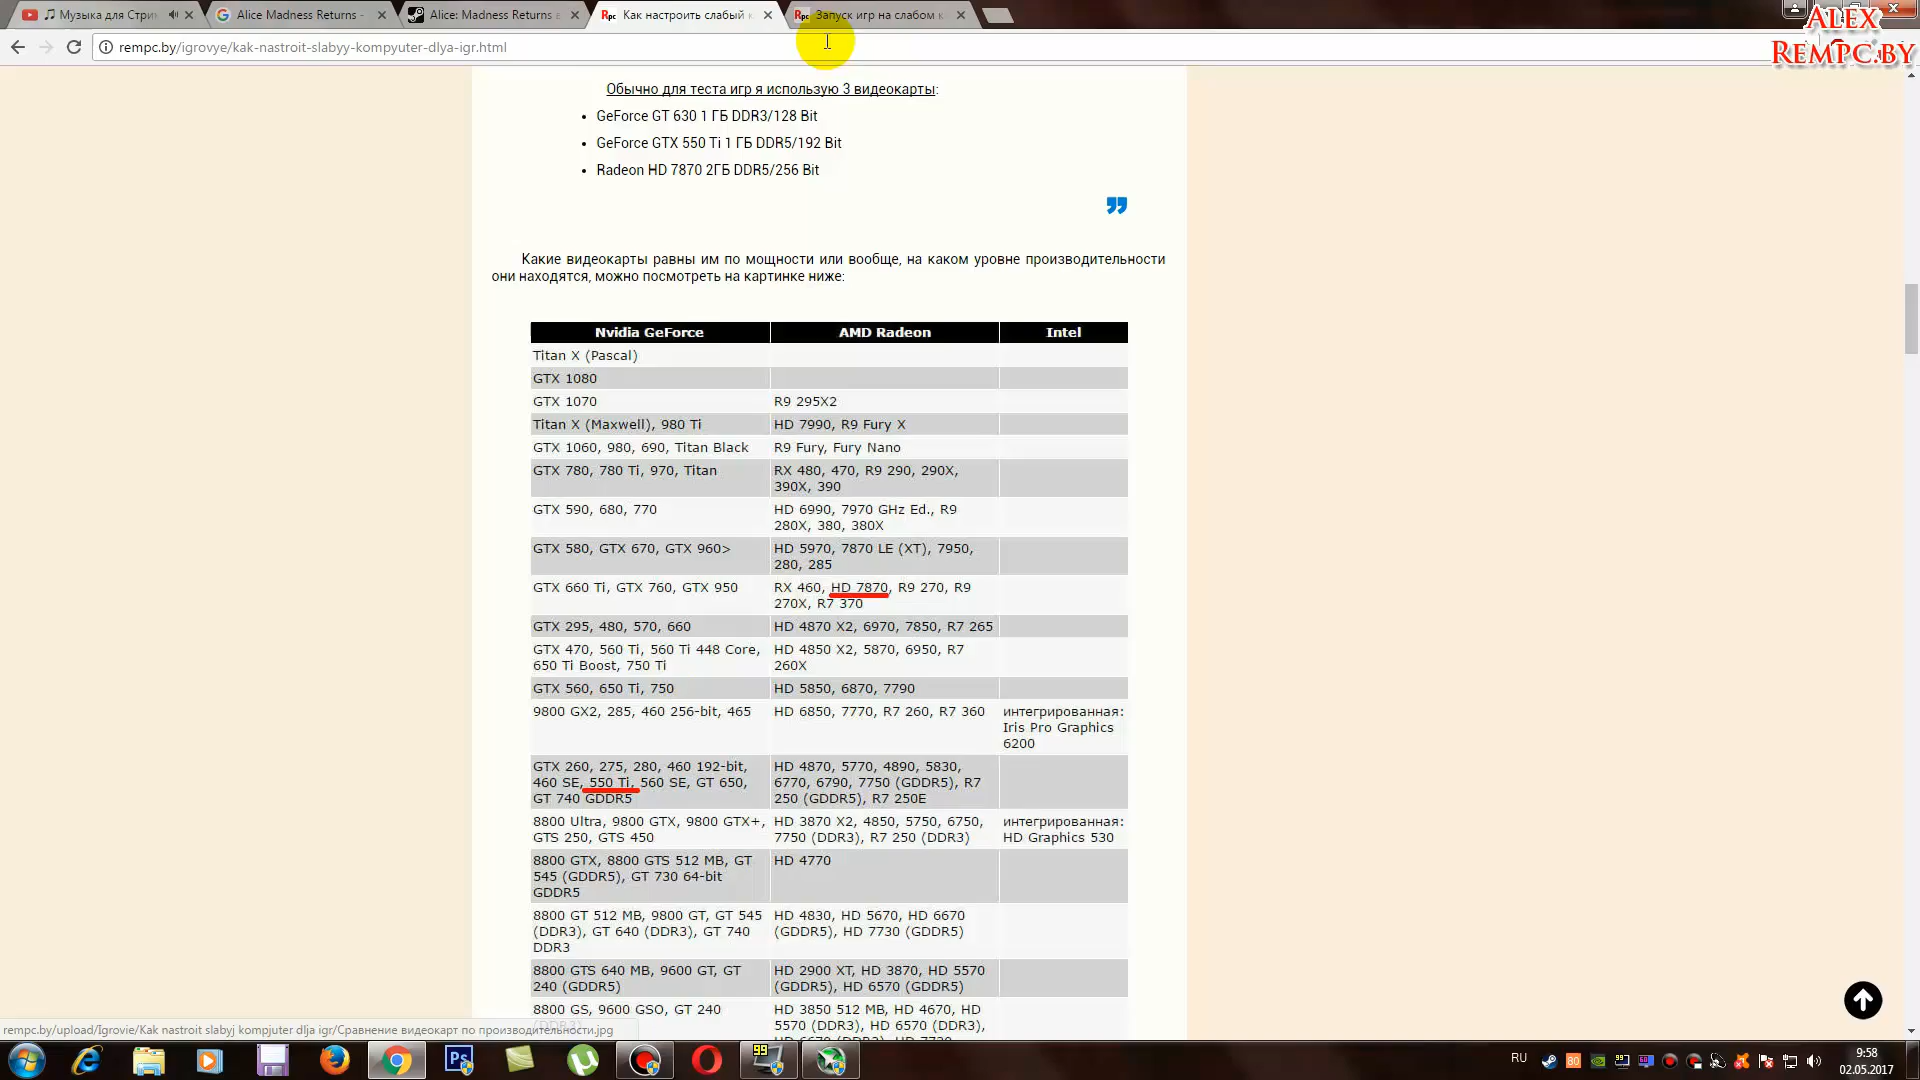 Музыка для Стрим
Alice Madness Returns -
Alice: Madness Returns
Как настроить слабый к
Запуск игр на слабом к
ALEX
REMPC.BY
rempc.by/igrovye/kak-nastroit-slabyy-kompyuter-dlya-igr.html
Обычно для теста игр я использую 3 видеокарты:
• GeForce GT 630 1 ГБ DDR3/128 Bit
• GeForce GTX 550 Ti 1 ГБ DDR5/192 Bit
• Radeon HD 7870 2ГБ DDR5/256 Bit
Какие видеокарты равны им по мощности или вообще, на каком уровне производительности
они находятся, можно посмотреть на картинке ниже:
Nvidia GeForce AMD Radeon Intel
Titan X (Pascal)
GTX 1080
GTX 1070 R9 295X2
Titan X (Maxwell), 980 Ti HD 7990, R9 Fury X
GTX 1060, 980, 690, Titan Black R9 Fury, Fury Nano
GTX 780, 780 Ti, 970, Titan RX 480, 470, R9 290, 290X,
390X, 390
GTX 590, 680, 770 HD 6990, 7970 GHz Ed., R9
280X, 380, 380X
GTX 580, GTX 670, GTX 960> HD 5970, 7870 LE (XT), 7950,
280, 285
GTX 660 Ti, GTX 760, GTX 950 RX 460, HD 7870, R9 270, R9
270X, R7 370
GTX 295, 480, 570, 660 HD 4870 X2, 6970, 7850, R7 265
GTX 470, 560 Ti, 560 Ti 448 Core, HD 4850 X2, 5870, 6950, R7
650 Ti Boost, 750 Ti 260X
GTX 560, 650 Ti, 750 HD 5850, 6870, 7790
9800 GX2, 285, 460 256-bit, 465 HD 6850, 7770, R7 260, R7 360 интегрированная:
Iris Pro Graphics
6200
GTX 260, 275, 280, 460 192-bit, HD 4870, 5770, 4890, 5830,
460 SE, 550 Ti, 560 SE, GT 650, 6770, 6790, 7750 (GDDR5), R7
GT 740 GDDR5 250 (GDDR5), R7 250E
8800 Ultra, 9800 GTX, 9800 GTX+, HD 3870 X2, 4850, 5750, 6750, интегрированная:
GTS 250, GTS 450 7750 (DDR3), R7 250 (DDR3) HD Graphics 530
8800 GTX, 8800 GTS 512 MB, GT HD 4770
545 (GDDR5), GT 730 64-bit
GDDR5
8800 GT 512 MB, 9800 GT, GT 545 HD 4830, HD 5670, HD 6670
(DDR3), GT 640 (DDR3), GT 740 (GDDR5), HD 7730 (GDDR5)
DDR3
8800 GTS 640 MB, 9600 GT, GT HD 2900 XT, HD 3870, HD 5570
240 (GDDR5) (GDDR5), HD 6570 (GDDR5)
8800 GS, 9600 GSO, GT 240 HD 3850 512 MB, HD 4670, HD
5570 (DDR3), HD 6570 (DDR3),
rempc.by/upload/Igrovie/Kak nastroit slabyj kompjuter dlja igr/Сравнение видеокарт по производительности.jpg
Ps
99
RU
80
9:58
02.05.2017